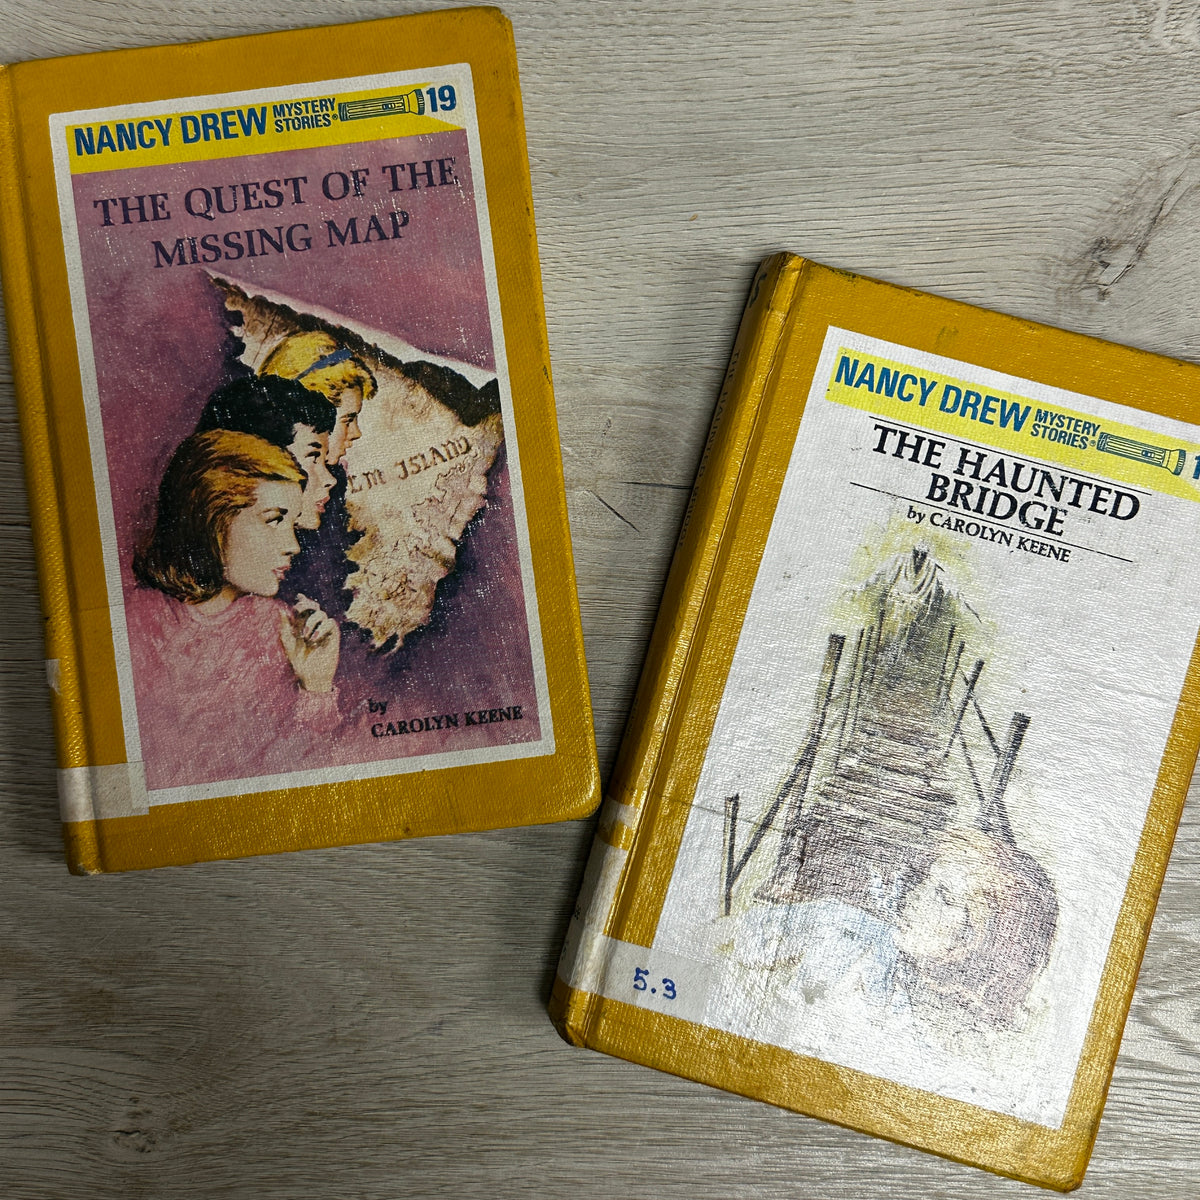 NANCY DREW MYSTERY STORIES® 19
THE QUEST OF THE
MISSING MAP
ISLAND
by
CAROLYN KEENE
NANCY DREW MYSTERY STORIES® 1
THE HAUNTED
BRIDGE
by CAROLYN KEENE
5.3